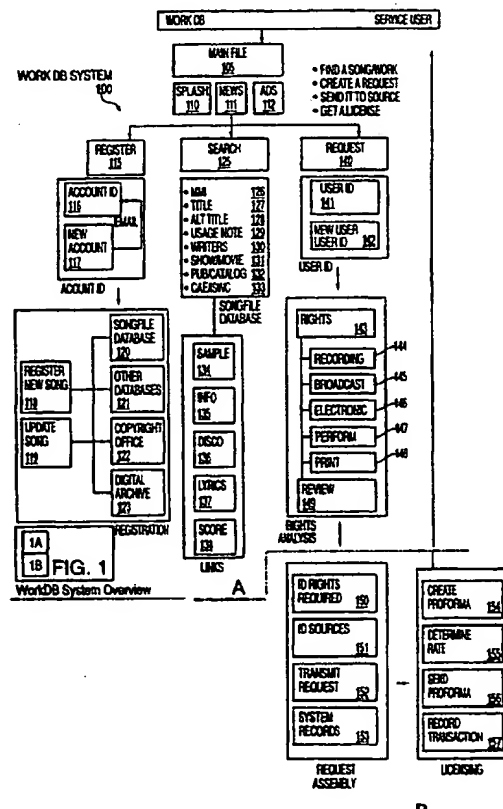 WORK DB SERVICE USER
MAIN FILE
105
WORK DB SYSTEM
100
SPLASH
110
NEWS
111
ADS
112
• FIND A SONG/WORK
• CREATE A REQUEST
• SEND IT TO SOURCE
• GET A LICENSE
REGISTER
115
ACCOUNT ID
116
EMAIL
NEW
ACCOUNT
117
ACCOUNT ID
REGISTER
NEW SONG
118
UPDATE
SONG
119
SONGFILE
DATABASE
120
OTHER
DATABASES
121
COPYRIGHT
OFFICE
122
DIGITAL
ARCHIVE
123
REGISTRATION
1A
1B
FIG. 1
WorkDB System Overview
SEARCH
125
• 126
• TITLE 127
• ALT TITLE 128
• USAGE NOTE 129
• WRITERS 130
• SHOW/MOVIE 131
• PUB/CATALOG 132
• 133
SONGFILE
DATABASE
SAMPLE
134
INFO
135
DISCO
136
LYRICS
137
SCORE
138
LINKS
A
REQUEST
140
USER ID
141
NEW USER
USER ID 142
USER ID
RIGHTS
143
RECORDING 144
BROADCAST 145
ELECTRONIC 146
PERFORM 147
PRINT 148
REVIEW
149
RIGHTS
ANALYSIS
ID RIGHTS
REQUIRED 150
ID SOURCES
151
TRANSMIT
REQUEST 152
SYSTEM
RECORDS 153
REQUEST
ASSEMBLY
CREATE
PROFORMA 154
DETERMINE
RATE 155
SEND
PROFORMA 156
RECORD
TRANSACTION
157
LICENSING
B